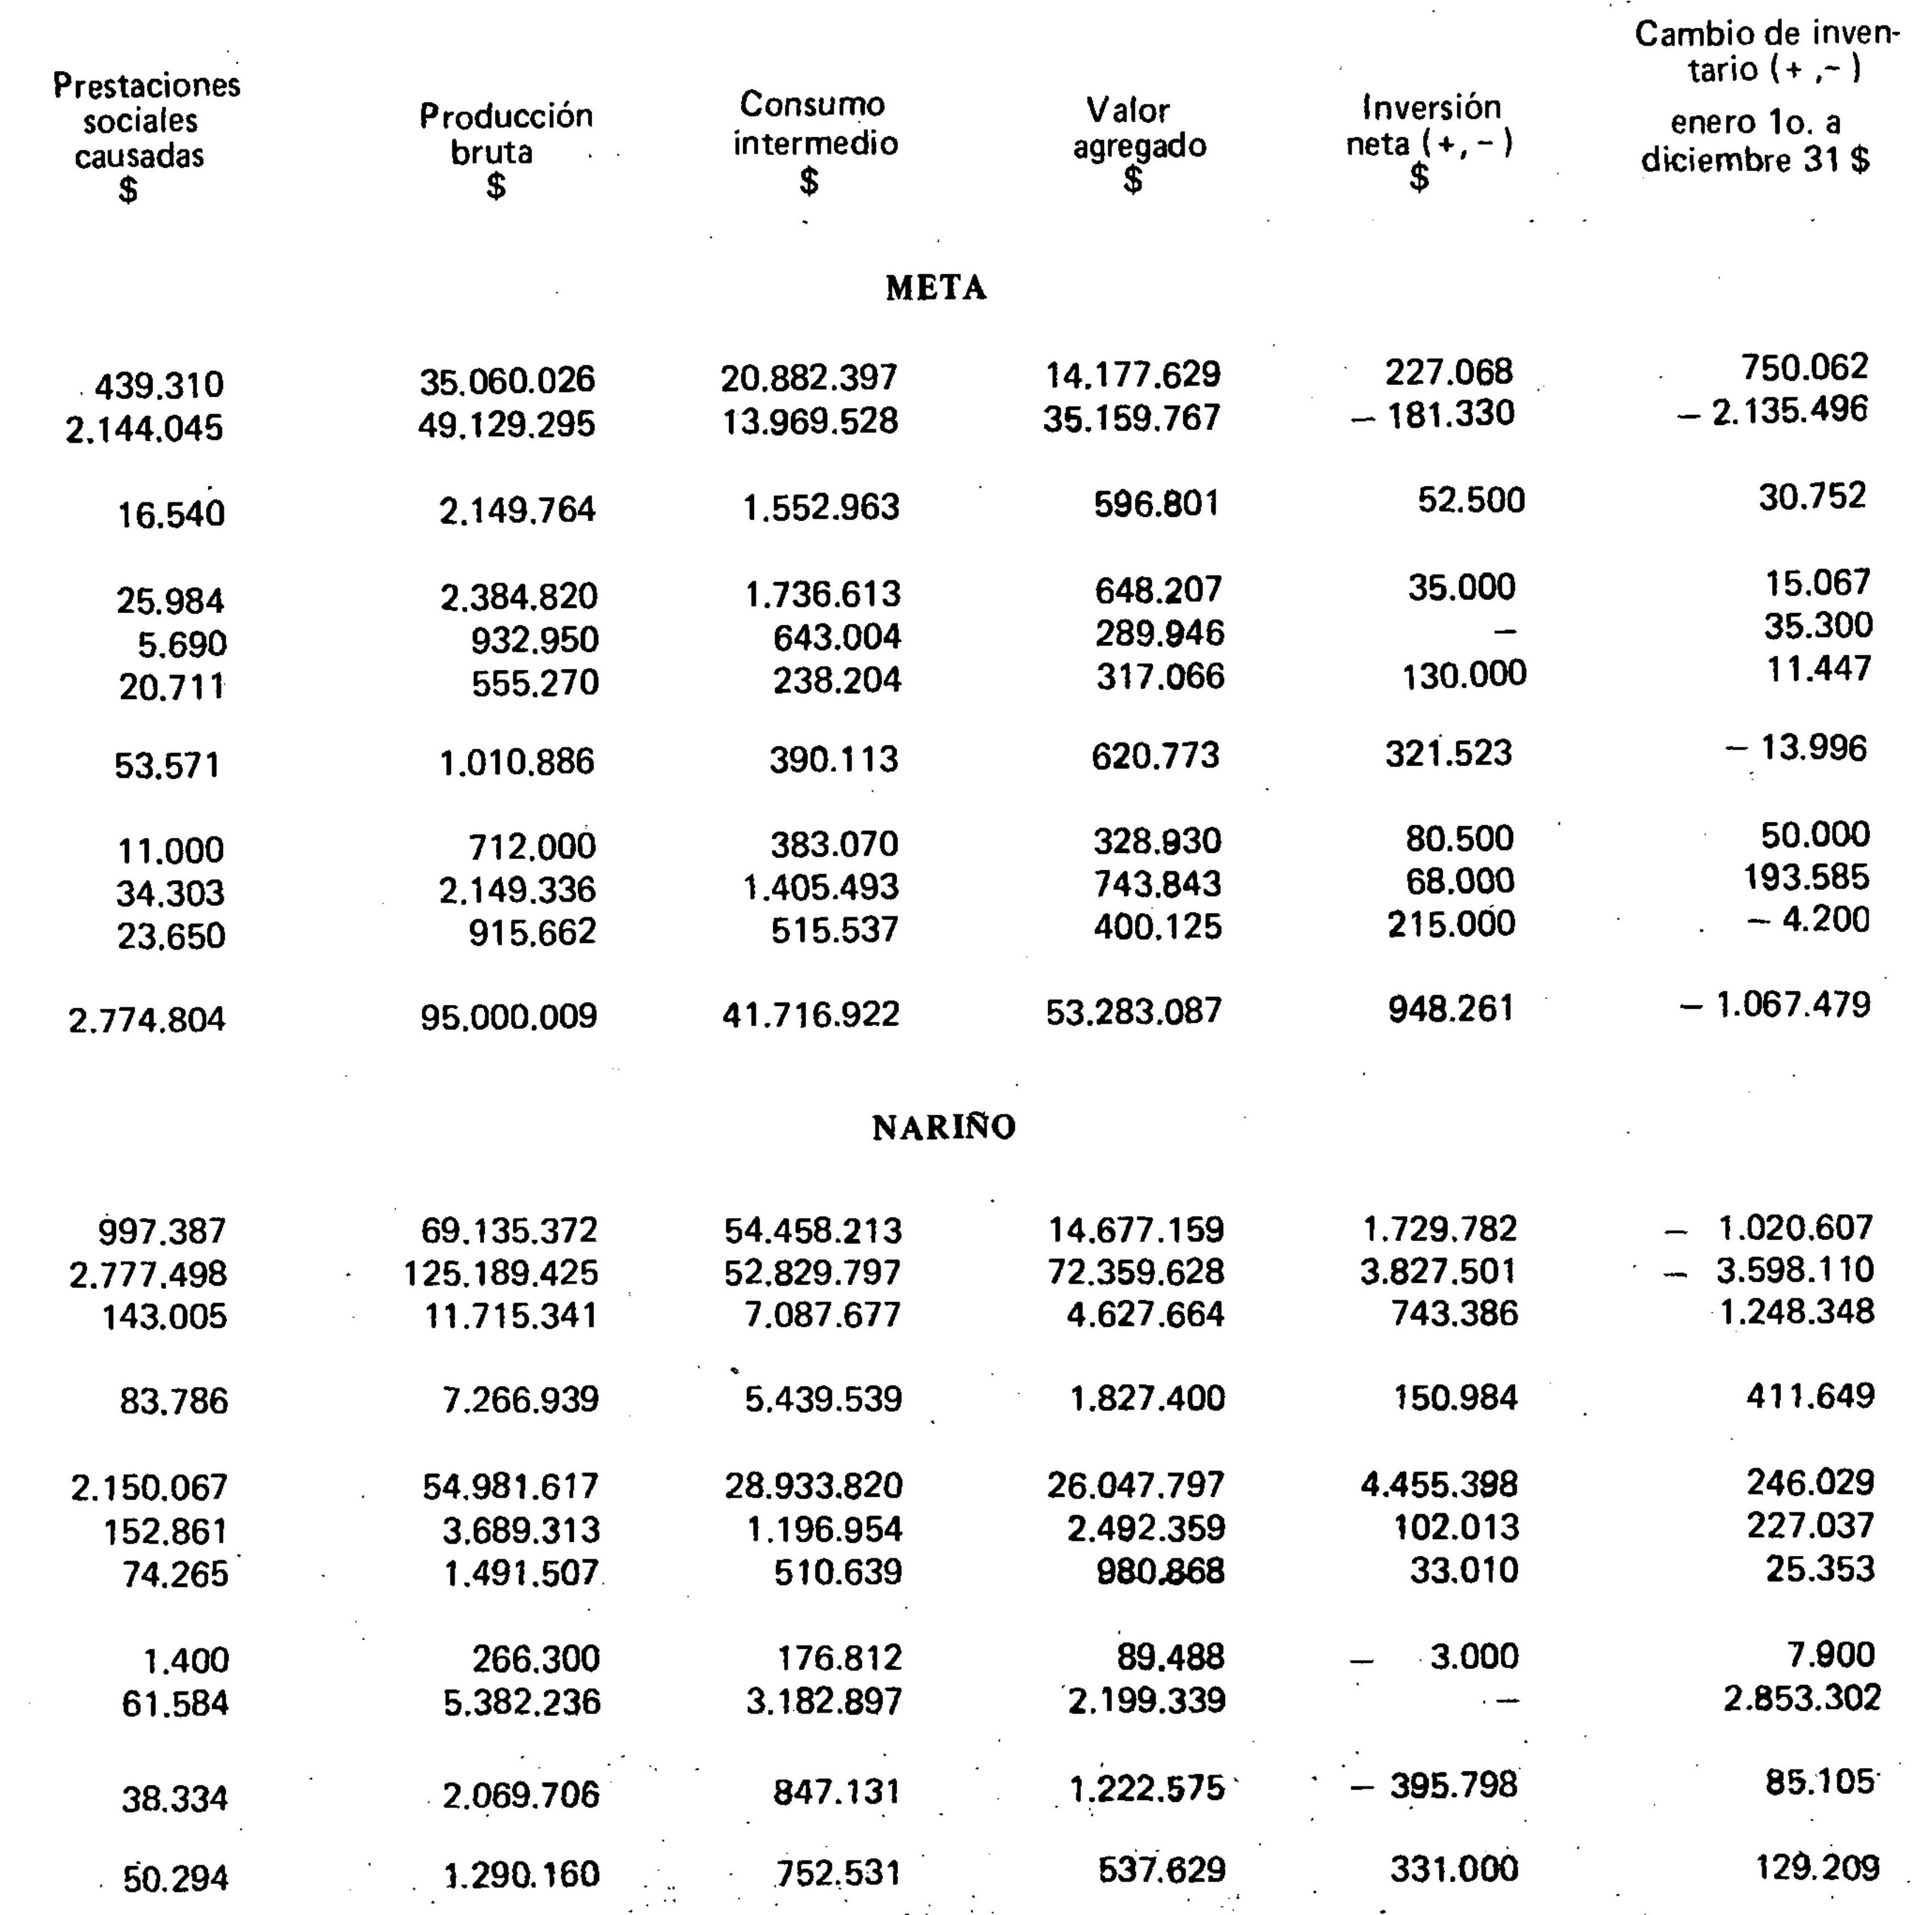 Prestaciones sociales causadas $ Producción bruta $ Consumo intermedio $ Valor agregado $ Inversión neta (+, −) $ Cambio de inven-tario (+ ,− ) enero 1o. a diciembre 31 $
META
439.310 35.060.026 20.882.397 14.177.629 227.068 750.062
2.144.045 49.129.295 13.969.528 35.159.767 − 181.330 − 2.135.496
16.540 2.149.764 1.552.963 596.801 52.500 30.752
25.984 2.384.820 1.736.613 648.207 35.000 15.067
5.690 932.950 643.004 289.946 − 35.300
20.711 555.270 238.204 317.066 130.000 11.447
53.571 1.010.886 390.113 620.773 321.523 − 13.996
11.000 712.000 383.070 328.930 80.500 50.000
34.303 2.149.336 1.405.493 743.843 68.000 193.585
23.650 915.662 515.537 400.125 215.000 − 4.200
2.774.804 95.000.009 41.716.922 53.283.087 948.261 − 1.067.479
NARIÑO
997.387 69.135.372 54.458.213 14.677.159 1.729.782 − 1.020.607
2.777.498 125.189.425 52.829.797 72.359.628 3.827.501 − 3.598.110
143.005 11.715.341 7.087.677 4.627.664 743.386 1.248.348
83.786 7.266.939 5.439.539 1.827.400 150.984 411.649
2.150.067 54.981.617 28.933.820 26.047.797 4.455.398 246.029
152.861 3.689.313 1.196.954 2.492.359 102.013 227.037
74.265 1.491.507 510.639 980.868 33.010 25.353
1.400 266.300 176.812 89.488 − 3.000 7.900
61.584 5.382.236 3.182.897 2.199.339 − 2.853.302
38.334 2.069.706 847.131 1.222.575 − 395.798 85.105
50.294 1.290.160 752.531 537.629 331.000 129.209